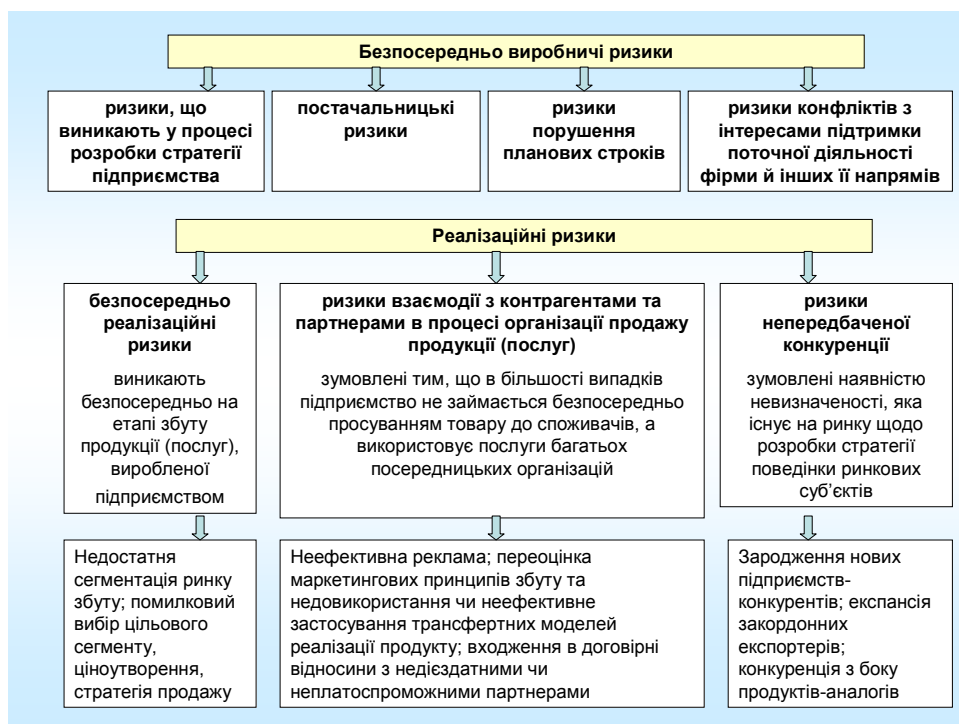 Безпосередньо виробничі ризики
ризики, що
виникають у процесі
розробки стратегії
підприємства
постачальницькі
ризики
ризики
порушення
планових строків
ризики конфліктів з
інтересами підтримки
поточної діяльності
фірми й інших її напрямів
Реалізаційні ризики
безпосередньо
реалізаційні
ризики
виникають
безпосередньо на
етапі збуту
продукції (послуг),
виробленої
підприємством
ризики взаємодії з контрагентами та
партнерами в процесі організації продажу
продукції (послуг)
зумовлені тим, що в більшості випадків
підприємство не займається безпосередньо
просуванням товару до споживачів, а
використовує послуги багатьох
посередницьких організацій
ризики
непередбаченої
конкуренції
зумовлені наявністю
невизначеності, яка
існує на ринку щодо
розробки стратегії
поведінки ринкових
суб’єктів
Недостатня
сегментація ринку
збуту; помилковий
вибір цільового
сегменту,
ціноутворення,
стратегія продажу
Неефективна реклама; переоцінка
маркетингових принципів збуту та
недовикористання чи неефективне
застосування трансфертних моделей
реалізації продукту; входження в договірні
відносини з недієздатними чи
неплатоспроможними партнерами
Зародження нових
підприємств-
конкурентів; експансія
закордонних
експортерів;
конкуренція з боку
продуктів-аналогів